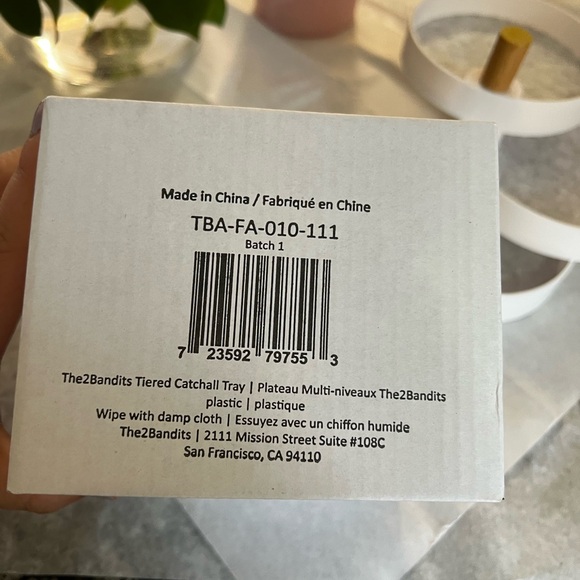 Made in China / Fabriqué en Chine
TBA-FA-010-111
Batch 1
7 23592 79755 3
The2Bandits Tiered Catchall Tray | Plateau Multi-niveaux The2Bandits
plastic | plastique
Wipe with damp cloth | Essuyez avec un chiffon humide
The2Bandits | 2111 Mission Street Suite #108C
San Francisco, CA 94110